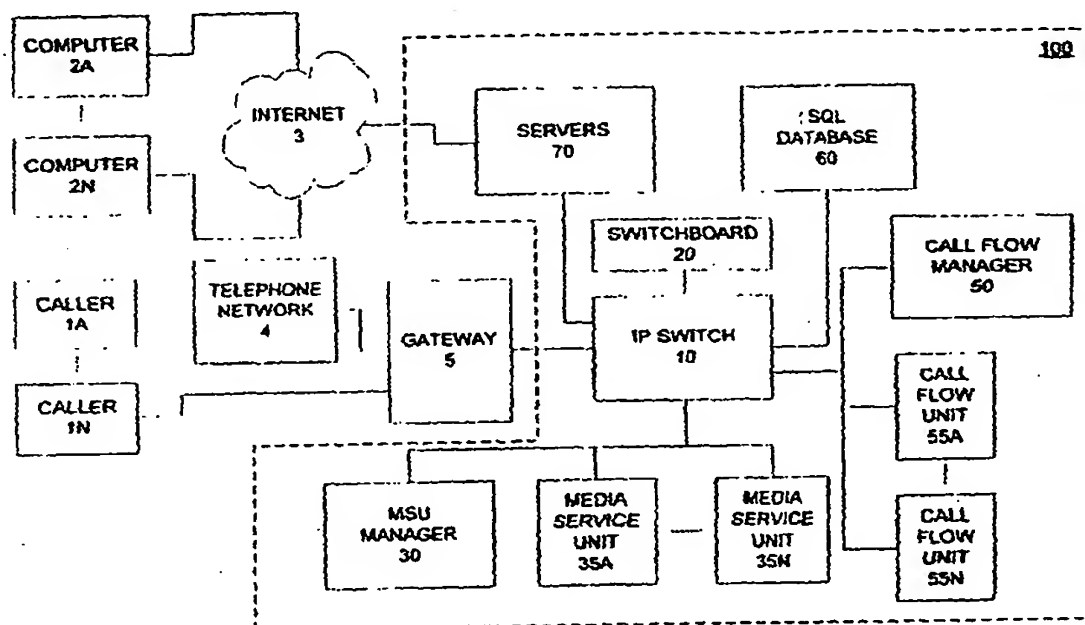 100
COMPUTER
2A
INTERNET
3
SERVERS
70
SQL
DATABASE
60
COMPUTER
2N
SWITCHBOARD
20
CALL FLOW
MANAGER
50
CALLER
1A
TELEPHONE
NETWORK
4
GATEWAY
5
IP SWITCH
10
CALLER
1N
CALL
FLOW
UNIT
55A
MSU
MANAGER
30
MEDIA
SERVICE
UNIT
35A
MEDIA
SERVICE
UNIT
35N
CALL
FLOW
UNIT
55N